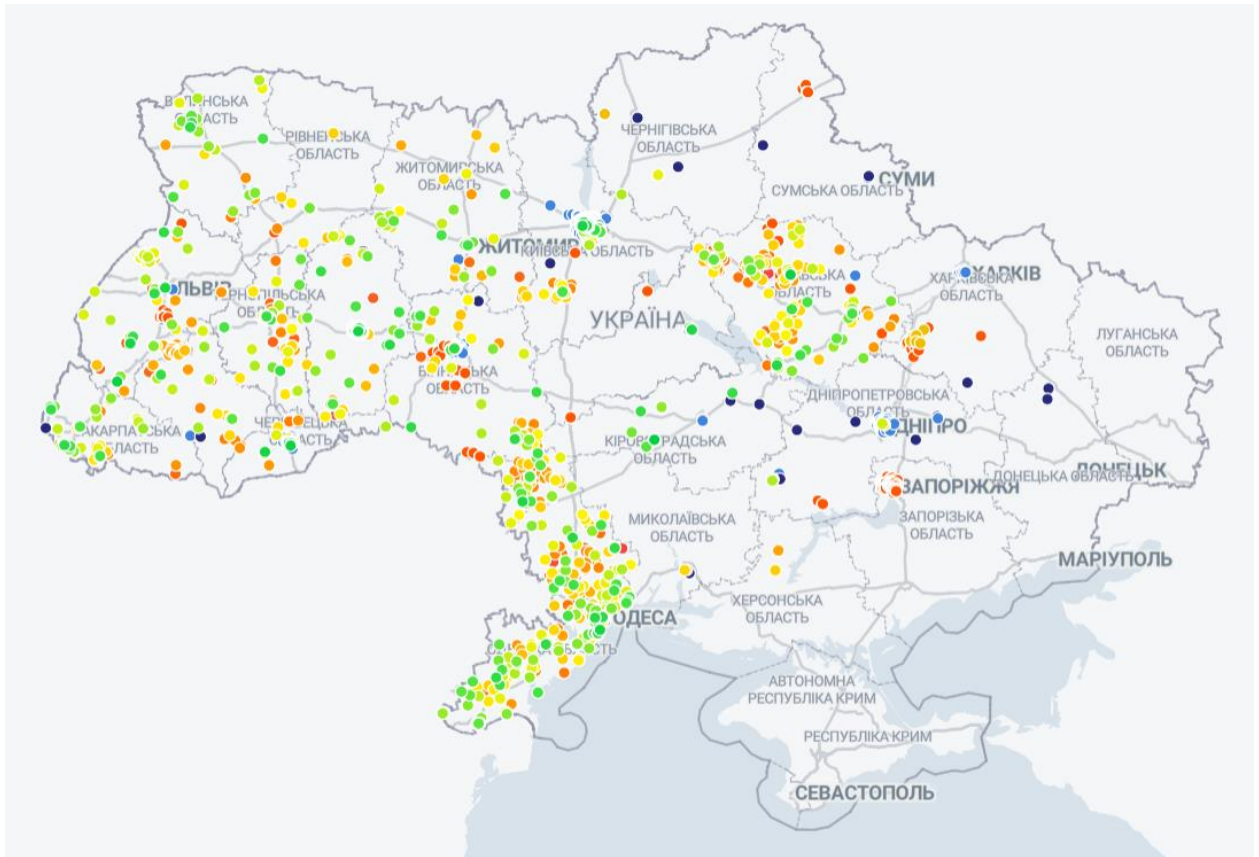 ВОЛИНСЬКА
ОБЛАСТЬ
РІВНЕНСЬКА
ОБЛАСТЬ
ЖИТОМИРСЬКА
ОБЛАСТЬ
ЧЕРНІГІВСЬКА
ОБЛАСТЬ
СУМИ
СУМСЬКА ОБЛАСТЬ
ЖИТОМИР
КИЇВСЬКА ОБЛАСТЬ
ЛЬВІВ
ТЕРНОПІЛЬСЬКА
ОБЛАСТЬ
УКРАЇНА
ОБЛАСТЬ
ХАРКІВ
ХАРКІВСЬКА
ОБЛАСТЬ
ЛУГАНСЬКА
ОБЛАСТЬ
ОБЛАСТЬ
ЗАКАРПАТСЬКА
ОБЛАСТЬ
ЧЕРНІВЕЦЬКА
ОБЛАСТЬ
КІРОВОГРАДСЬКА
ОБЛАСТЬ
ДНІПРОПЕТРОВСЬКА
ОБЛАСТЬ
ДНІПРО
ДОНЕЦЬК
ДОНЕЦЬКА ОБЛАСТЬ
ЗАПОРІЖЖЯ
ЗАПОРІЗЬКА
ОБЛАСТЬ
МИКОЛАЇВСЬКА
ОБЛАСТЬ
МАРІУПОЛЬ
ХЕРСОНСЬКА
ОБЛАСТЬ
ОДЕСА
ОДЕСЬКА ОБЛАСТЬ
АВТОНОМНА
РЕСПУБЛІКА КРИМ
РЕСПУБЛІКА КРИМ
СЕВАСТОПОЛЬ